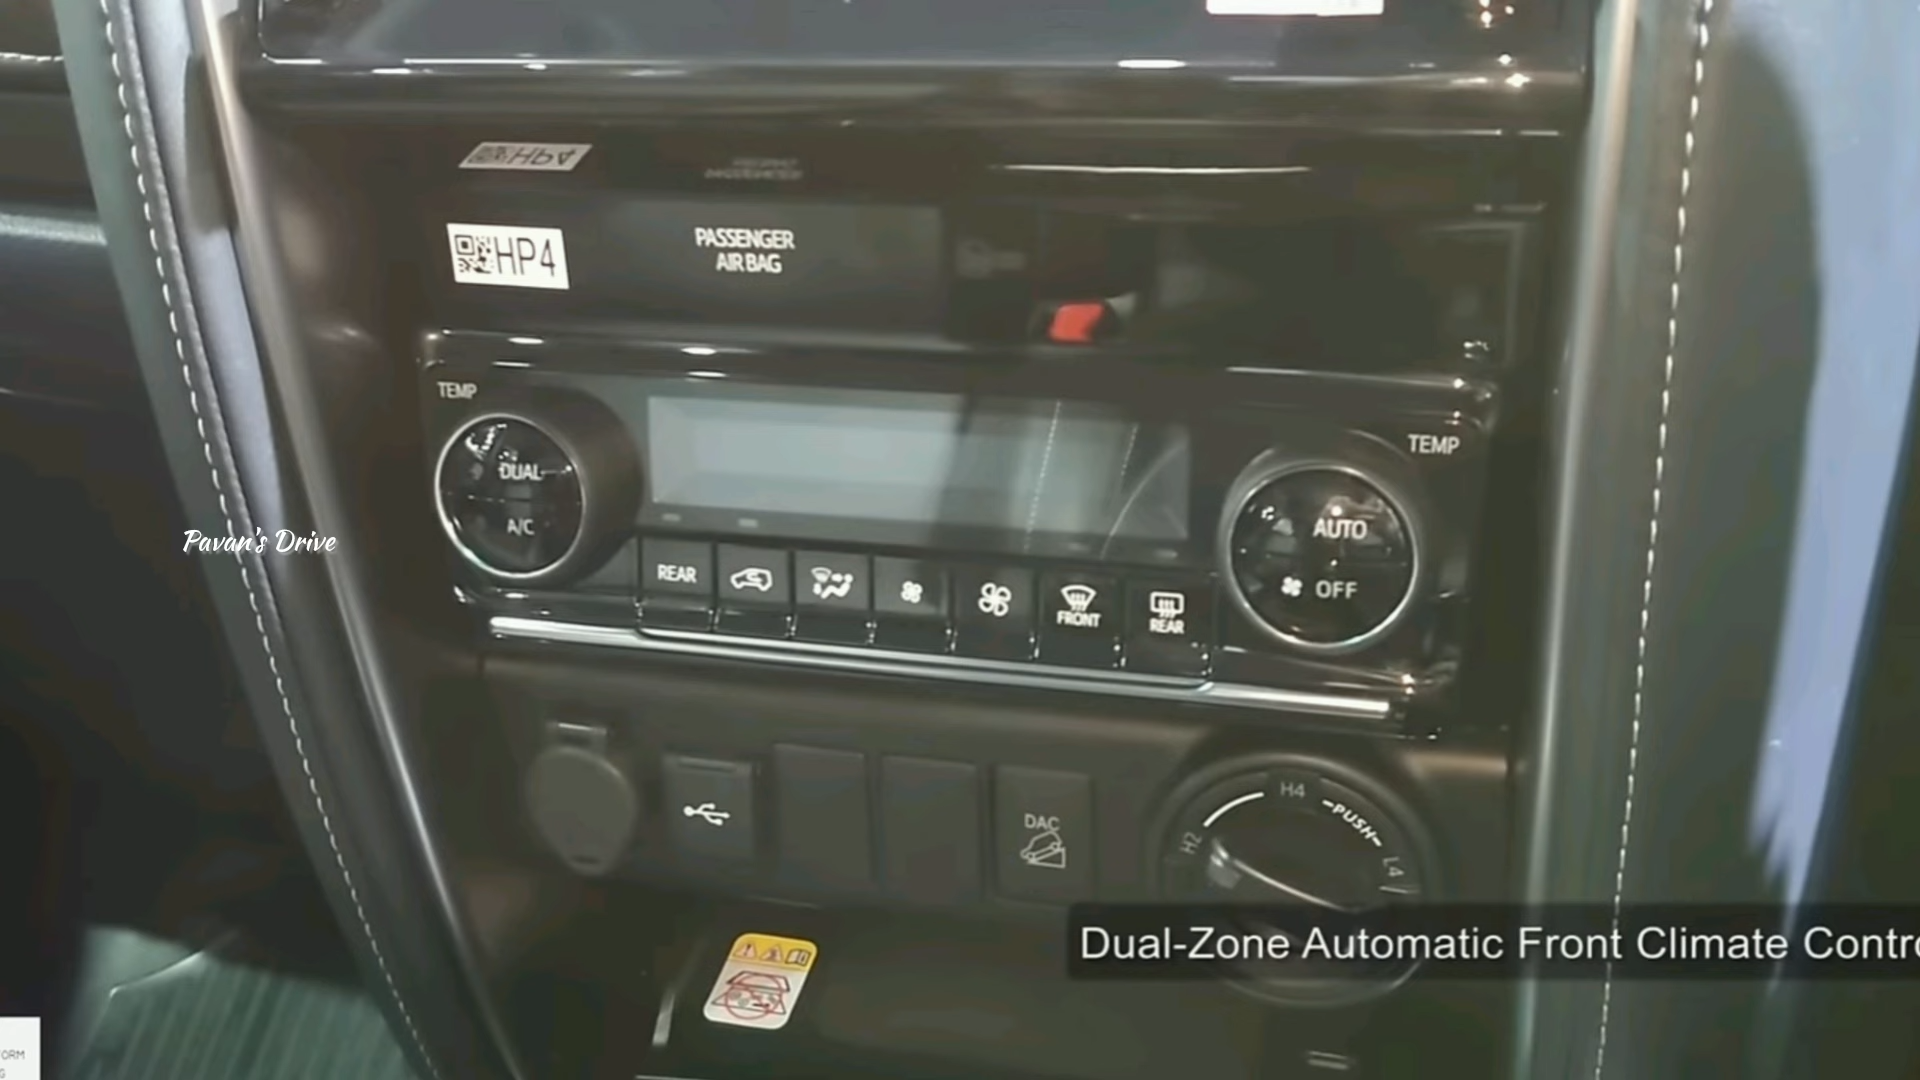 HP4
PASSENGER
AIR BAG
TEMP
TEMP
DUAL
A/C
AUTO
OFF
REAR
FRONT
REAR
Pavan's Drive
DAC
H2
H4
PUSH
L4
Dual-Zone Automatic Front Climate Contro
ORM